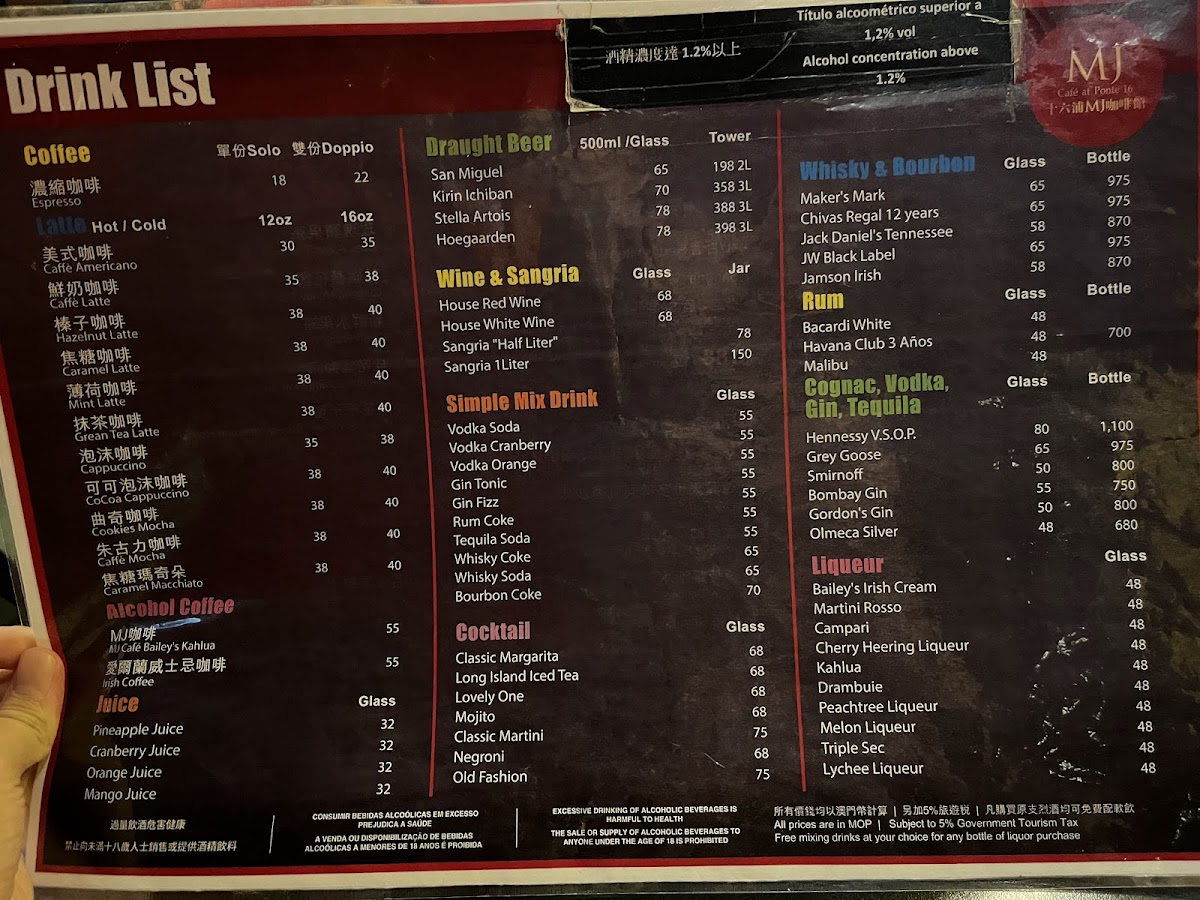 Drink List
酒精濃度達 1.2%以上
Título alcoométrico superior a
1,2% vol
Alcohol concentration above
1.2%
MJ
Café at Ponte 16
十六浦MJ咖啡館
Coffee 單份Solo 雙份Doppio
濃縮咖啡 18 22
Espresso
Latte Hot / Cold 12oz 16oz
美式咖啡 30 35
Caffè Americano
鮮奶咖啡 35 38
Caffè Latte
榛子咖啡 38 40
Hazelnut Latte
焦糖咖啡 38 40
Caramel Latte
薄荷咖啡 38 40
Mint Latte
抹茶咖啡 38 40
Grean Tea Latte
泡沫咖啡 35 38
Cappuccino
可可泡沫咖啡 38 40
CoCoa Cappuccino
曲奇咖啡 38 40
Cookies Mocha
朱古力咖啡 38 40
Caffè Mocha
焦糖瑪奇朵 38 40
Caramel Macchiato
Alcohol Coffee
MJ咖啡 55
MJ Café Bailey's Kahlua
愛爾蘭威士忌咖啡 55
Irish Coffee
Juice Glass
Pineapple Juice 32
Cranberry Juice 32
Orange Juice 32
Mango Juice 32
Draught Beer 500ml /Glass Tower
San Miguel 65 198 2L
Kirin Ichiban 70 358 3L
Stella Artois 78 388 3L
Hoegaarden 78 398 3L
Wine & Sangria Glass Jar
House Red Wine 68
House White Wine 68
Sangria "Half Liter" 78
Sangria 1Liter 150
Simple Mix Drink Glass
Vodka Soda 55
Vodka Cranberry 55
Vodka Orange 55
Gin Tonic 55
Gin Fizz 55
Rum Coke 55
Tequila Soda 55
Whisky Coke 65
Whisky Soda 65
Bourbon Coke 70
Cocktail Glass
Classic Margarita 68
Long Island Iced Tea 68
Lovely One 68
Mojito 68
Classic Martini 75
Negroni 68
Old Fashion 75
Whisky & Bourbon Glass Bottle
Maker's Mark 65 975
Chivas Regal 12 years 65 975
Jack Daniel's Tennessee 58 870
JW Black Label 65 975
Jamson Irish 58 870
Rum Glass Bottle
Bacardi White 48
Havana Club 3 Años 48 700
Malibu 48
Cognac, Vodka, Glass Bottle
Gin, Tequila
Hennessy V.S.O.P. 80 1,100
Grey Goose 65 975
Smirnoff 50 800
Bombay Gin 55 750
Gordon's Gin 50 800
Olmeca Silver 48 680
Liqueur Glass
Bailey's Irish Cream 48
Martini Rosso 48
Campari 48
Cherry Heering Liqueur 48
Kahlua 48
Drambuie 48
Peachtree Liqueur 48
Melon Liqueur 48
Triple Sec 48
Lychee Liqueur 48
過量飲酒危害健康
禁止向未滿十八歲人士銷售或提供酒精飲料
CONSUMIR BEBIDAS ALCOÓLICAS EM EXCESSO
PREJUDICA A SAÚDE
A VENDA OU DISPONIBILIZAÇÃO DE BEBIDAS
ALCOÓLICAS A MENORES DE 18 ANOS É PROIBIDA
EXCESSIVE DRINKING OF ALCOHOLIC BEVERAGES IS
HARMFUL TO HEALTH
THE SALE OR SUPPLY OF ALCOHOLIC BEVERAGES TO
ANYONE UNDER THE AGE OF 18 IS PROHIBITED
所有價錢均以澳門幣計算 | 另加5%旅遊稅 | 凡購買原支烈酒均可免費配軟飲
All prices are in MOP | Subject to 5% Government Tourism Tax
Free mixing drinks at your choice for any bottle of liquor purchase